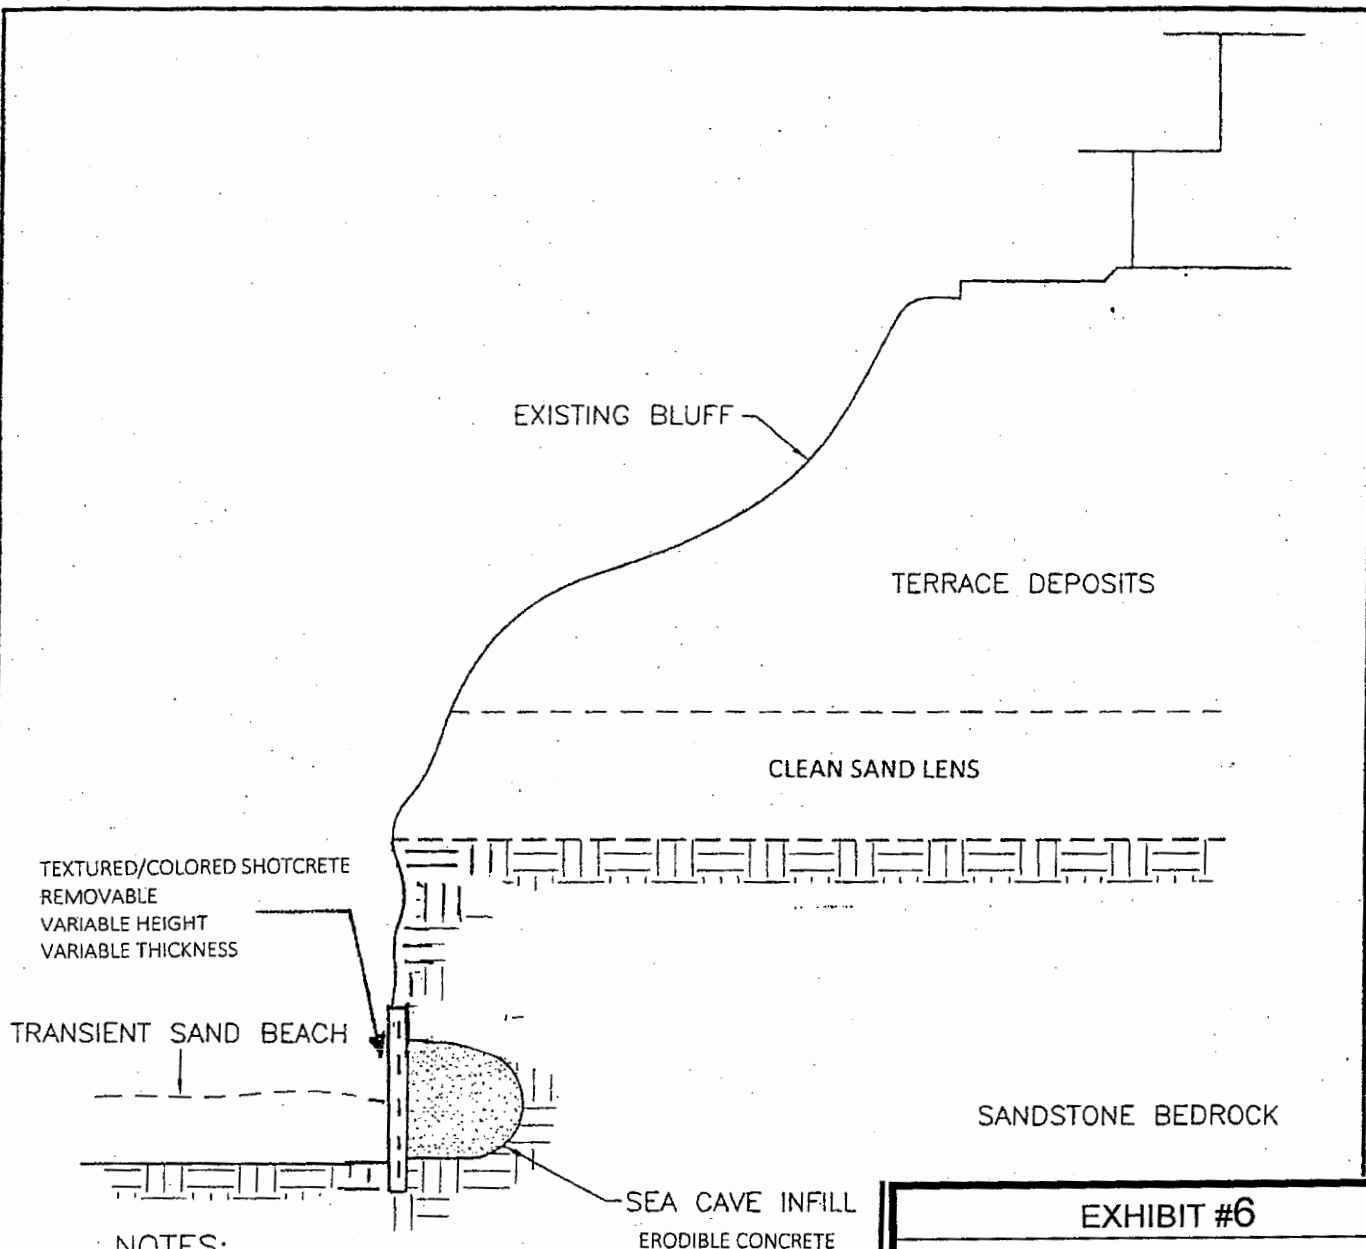 EXISTING BLUFF
TERRACE DEPOSITS
CLEAN SAND LENS
TEXTURED/COLORED SHOTCRETE
REMOVABLE
VARIABLE HEIGHT
VARIABLE THICKNESS
TRANSIENT SAND BEACH
SANDSTONE BEDROCK
SEA CAVE INFILL
ERODIBLE CONCRETE
NOTES:
EXHIBIT #6